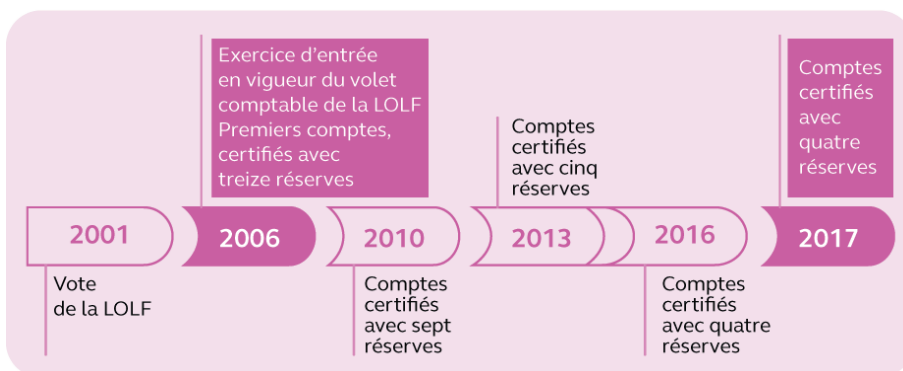 Exercice d'entrée
en vigueur du volet
comptable de la LOLF
Premiers comptes,
certifiés avec
treize réserves
Comptes
certifiés
avec
quatre
réserves
Comptes
certifiés
avec cinq
réserves
2001
2006
2010
2013
2016
2017
Vote
de la LOLF
Comptes
certifiés
avec sept
réserves
Comptes
certifiés
avec quatre
réserves